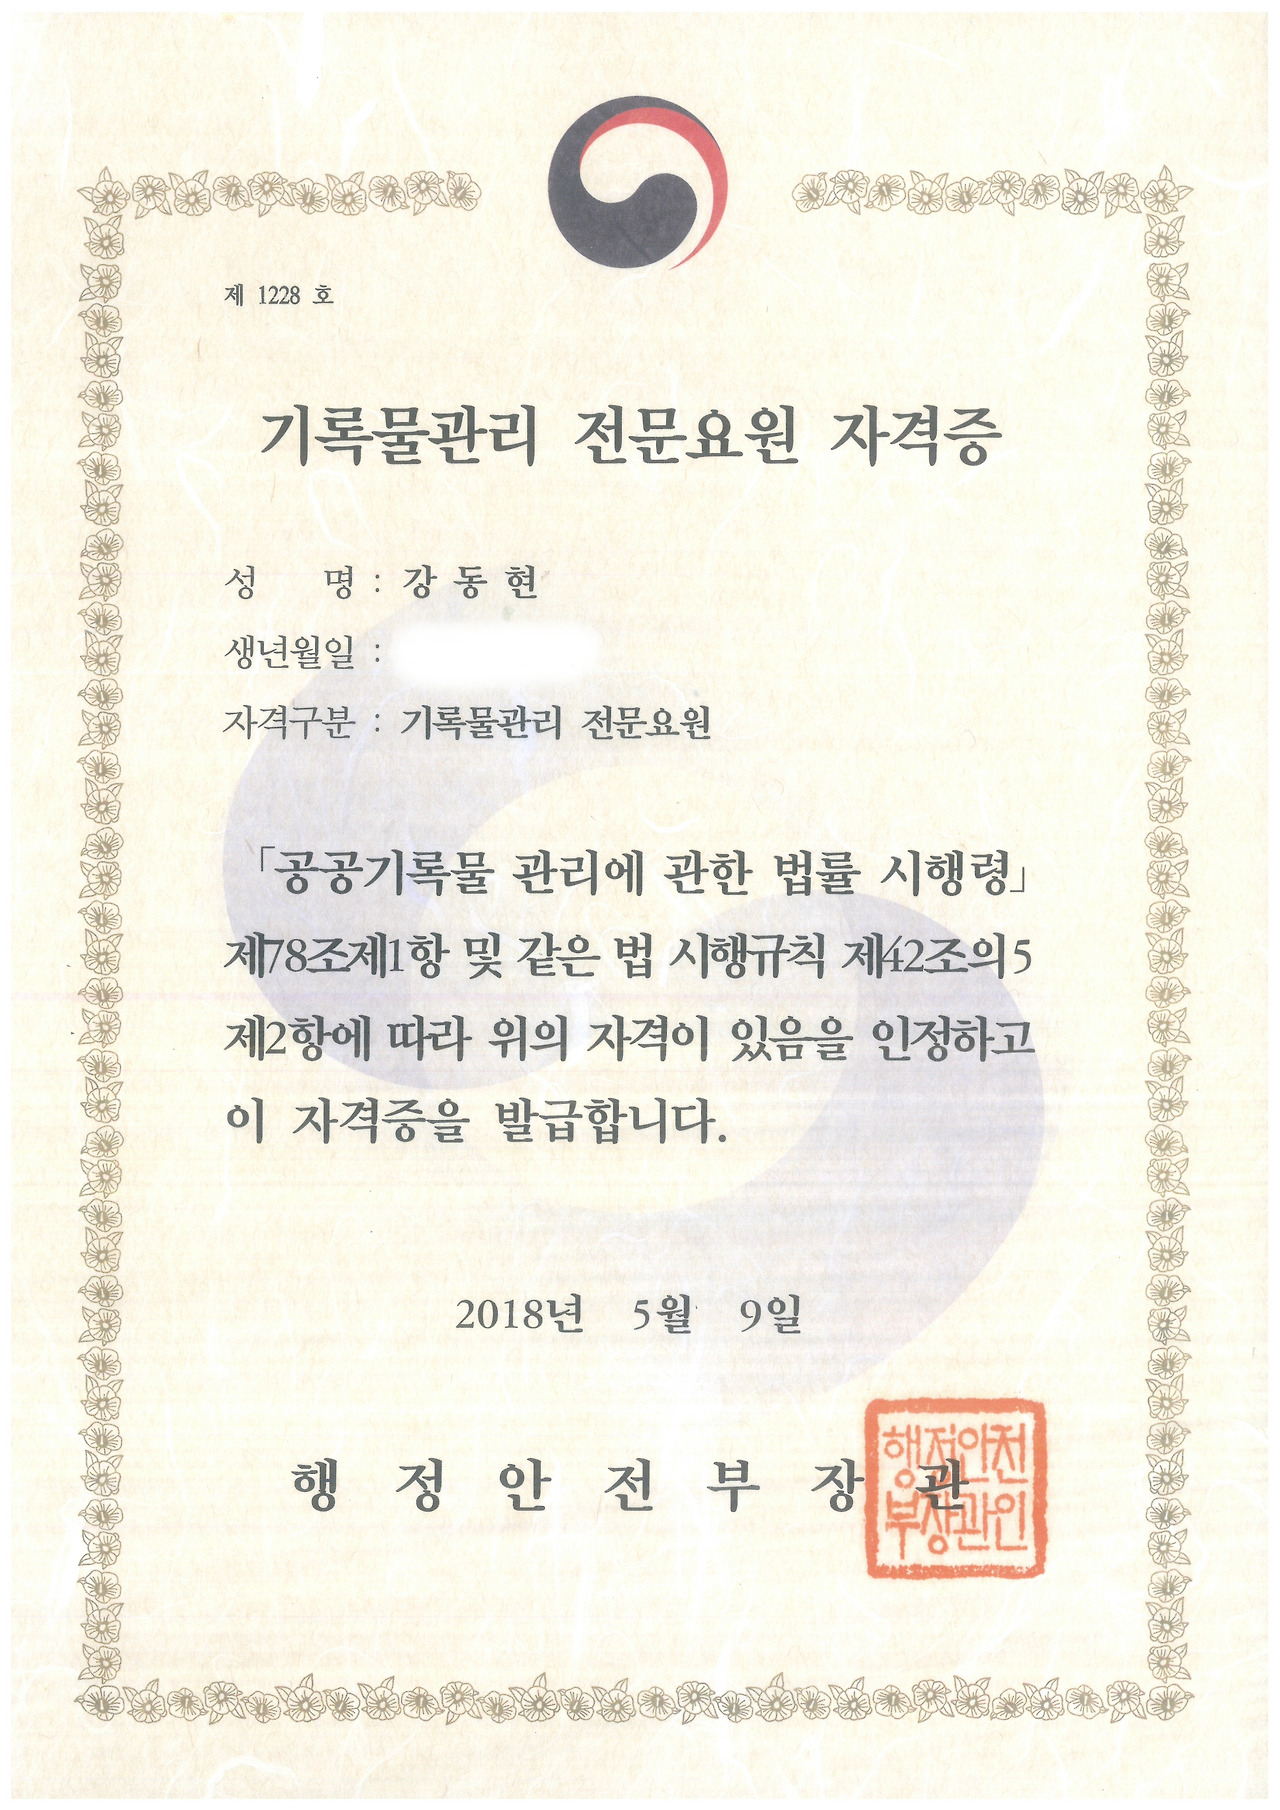 제 1228 호
기록물관리 전문요원 자격증
성 명 : 강 동 현
생년월일 :
자격구분 : 기록물관리 전문요원
「공공기록물 관리에 관한 법률 시행령」
제78조제1항 및 같은 법 시행규칙 제42조의5
제2항에 따라 위의 자격이 있음을 인정하고
이 자격증을 발급합니다.
2018년 5월 9일
행 정 안 전 부 장 관
행정안전
부장관인